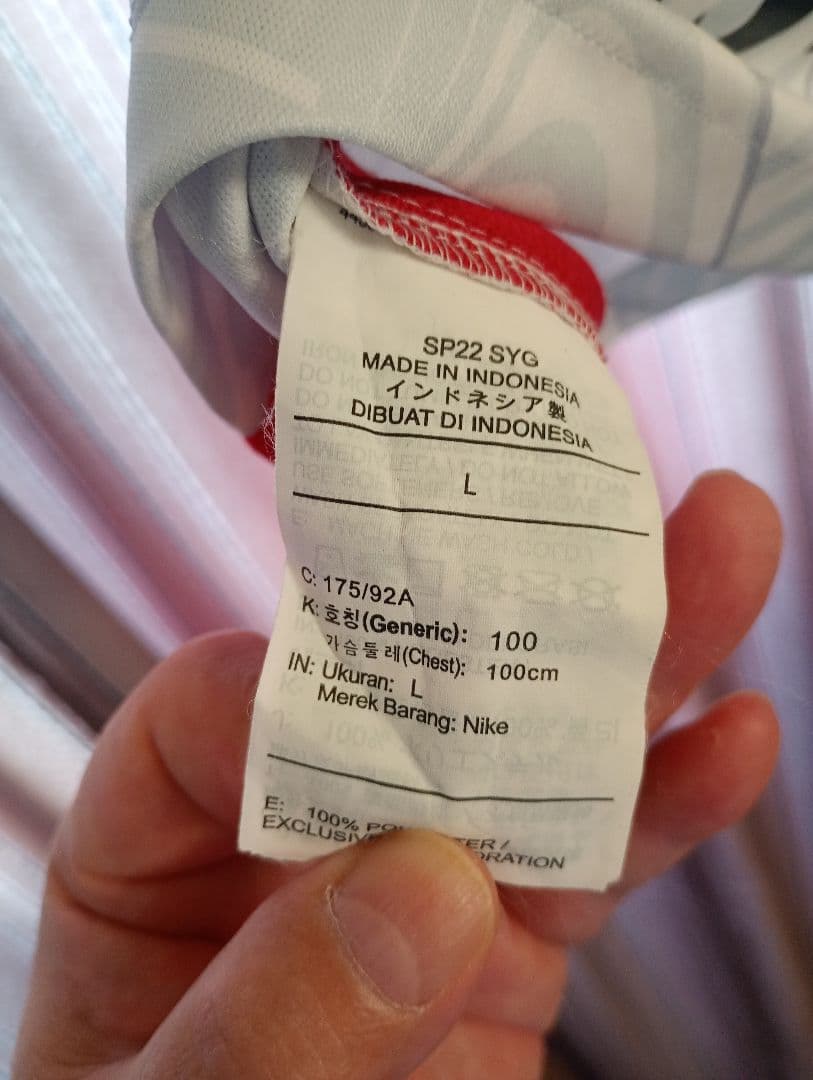 SP22 SYG
MADE IN INDONESIA
インドネシア製
DIBUAT DI INDONESIA
L
C: 175/92A
K: 호칭(Generic): 100
가슴둘레(Chest): 100cm
IN: Ukuran: L
Merek Barang: Nike
E: 100%